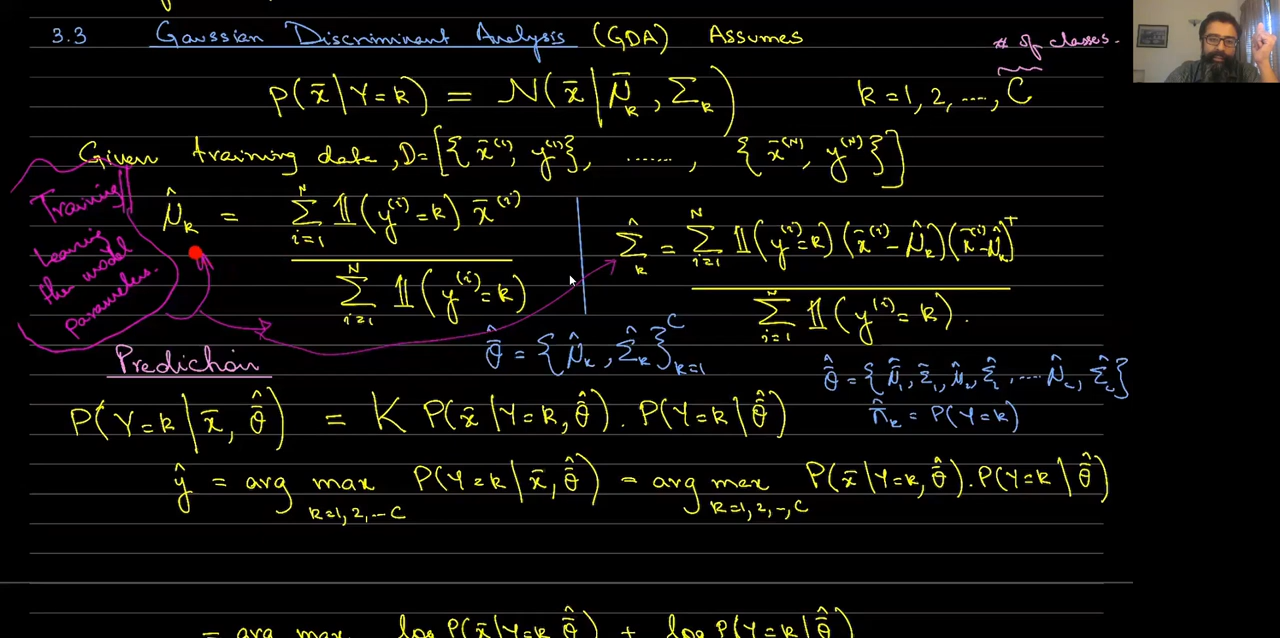 3.3 Gaussian Discriminant Analysis (GDA) Assumes
# of classes.
P(x̄ | Y=k) = N(x̄ | μ̄_k, Σ_k) k = 1, 2, ...., C
Given training data, D = [{x̄^(1), y^(1)}, ......., {x̄^(N), y^(N)}]
Training/
Learning
the model
parameters.
μ̂_k = Σ_{i=1}^{N} 𝟙(y^(i) = k) x̄^(i) / Σ_{i=1}^{N} 𝟙(y^(i) = k)
Σ̂_k = Σ_{i=1}^{N} 𝟙(y^(i) = k) (x̄^(i) - μ̂_k)(x̄^(i) - μ̂_k)^T / Σ_{i=1}^{N} 𝟙(y^(i) = k).
θ̄̂ = {μ̂_k, Σ̂_k}_{k=1}^{C}
θ̄̂ = {μ̂_1, Σ̂_1, μ̂_2, Σ̂_2, .... μ̂_c, Σ̂_c}
π̂_k = P(Y=k)
Prediction
P(Y=k | x̄, θ̄̂) = K P(x̄ | Y=k, θ̄̂) . P(Y=k | θ̄̂)
ŷ = arg max_{k=1,2,--C} P(Y=k | x̄, θ̄̂) = arg max_{k=1,2,-,C} P(x̄ | Y=k, θ̄̂) . P(Y=k | θ̄̂)
= arg max log P(x̄ | Y=k, θ̄̂) + log P(Y=k | θ̄̂)